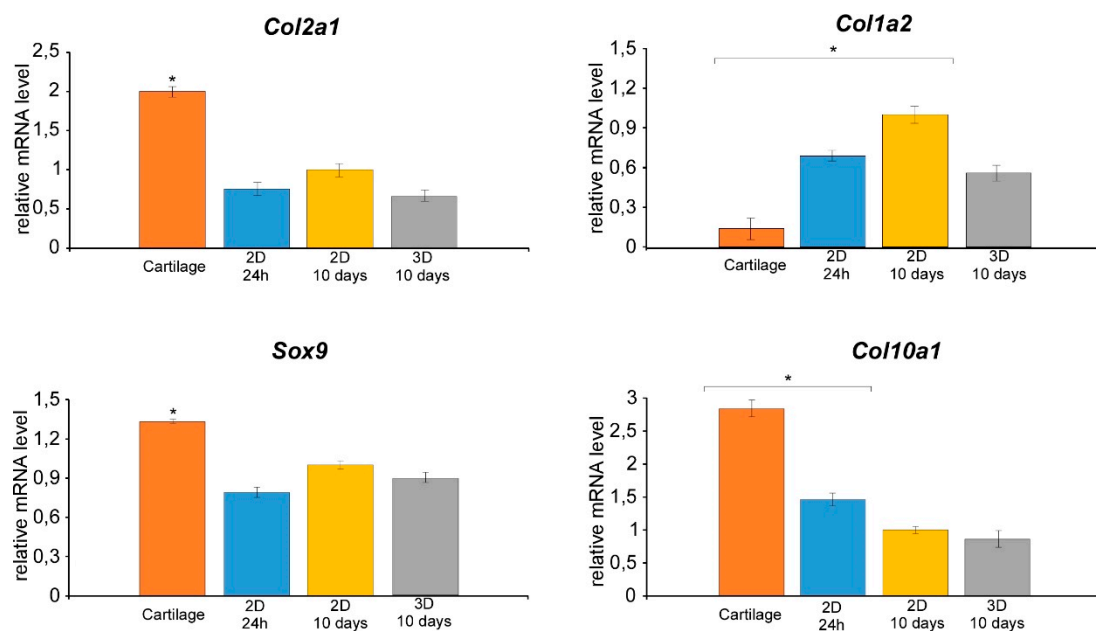 Col2a1
relative mRNA level
2,5
2
1,5
1
0,5
0
*
Cartilage
2D
24h
2D
10 days
3D
10 days
Col1a2
relative mRNA level
1,5
1,2
0,9
0,6
0,3
0
*
Cartilage
2D
24h
2D
10 days
3D
10 days
Sox9
relative mRNA level
1,5
1,2
0,9
0,6
0,3
0
*
Cartilage
2D
24h
2D
10 days
3D
10 days
Col10a1
relative mRNA level
3
2,5
2
1,5
1
0,5
0
*
Cartilage
2D
24h
2D
10 days
3D
10 days